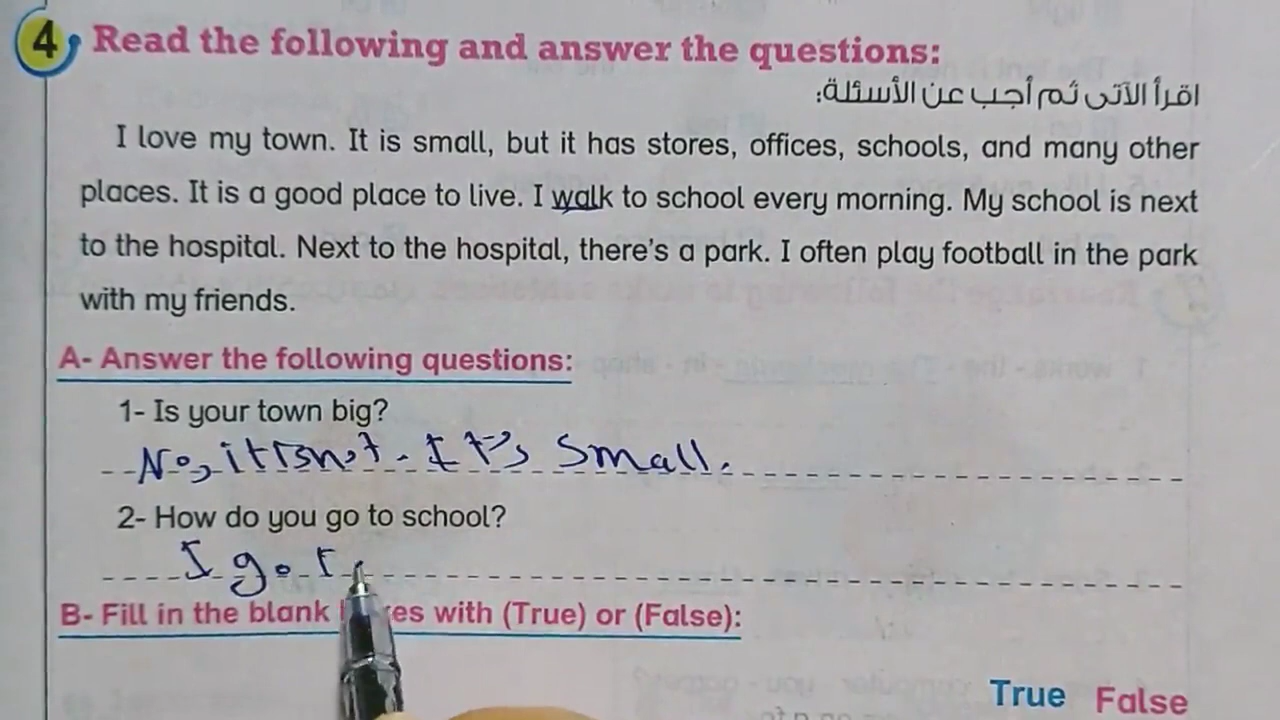 4 Read the following and answer the questions:
اقرأ الآتى ثم أجب عن الأسئلة:
I love my town. It is small, but it has stores, offices, schools, and many other
places. It is a good place to live. I walk to school every morning. My school is next
to the hospital. Next to the hospital, there's a park. I often play football in the park
with my friends.
A- Answer the following questions:
1- Is your town big?
No, it isn't. It's small.
2- How do you go to school?
I go t
B- Fill in the blank with (True) or (False):
True False